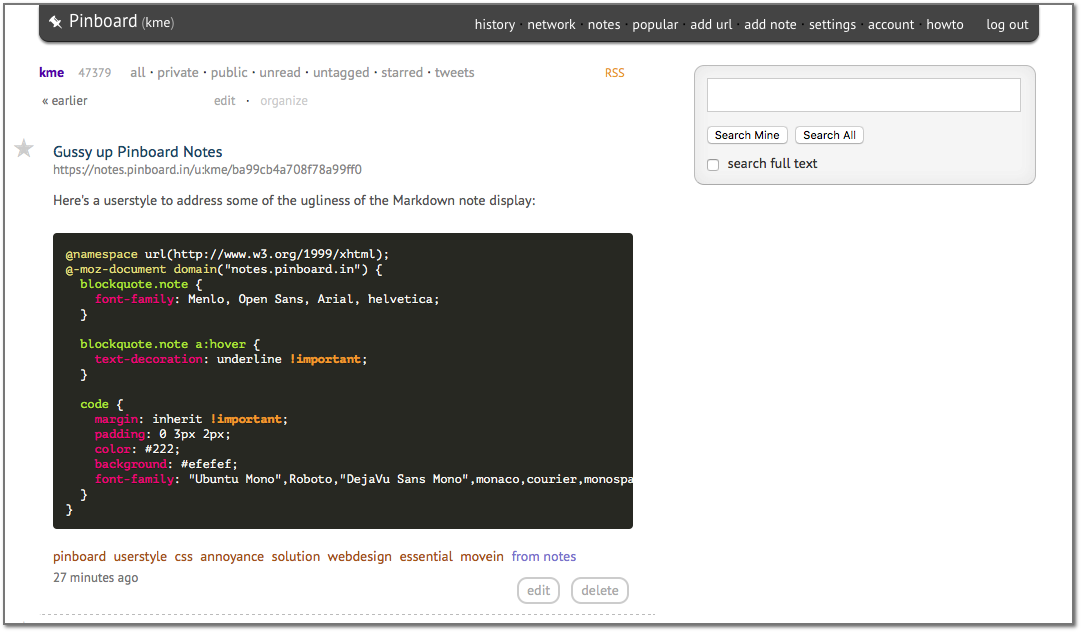 Pinboard (kme)
history · network · notes · popular · add url · add note · settings · account · howto log out
kme 47379 all · private · public · unread · untagged · starred · tweets RSS
« earlier edit · organize
Search Mine Search All
search full text
Gussy up Pinboard Notes
https://notes.pinboard.in/u:kme/ba99cb4a708f78a99ff0
Here's a userstyle to address some of the ugliness of the Markdown note display:
@namespace url(http://www.w3.org/1999/xhtml);
@-moz-document domain("notes.pinboard.in") {
  blockquote.note {
    font-family: Menlo, Open Sans, Arial, helvetica;
  }
  blockquote.note a:hover {
    text-decoration: underline !important;
  }
  code {
    margin: inherit !important;
    padding: 0 3px 2px;
    color: #222;
    background: #efefef;
    font-family: "Ubuntu Mono",Roboto,"DejaVu Sans Mono",monaco,courier,monospa
  }
}
pinboard userstyle css annoyance solution webdesign essential movein from notes
27 minutes ago
edit delete